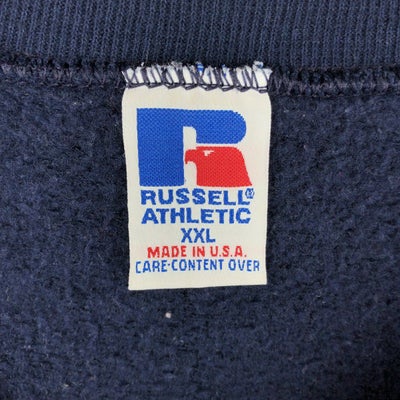 RUSSELL
ATHLETIC
XXL
MADE IN U.S.A.
CARE-CONTENT OVER